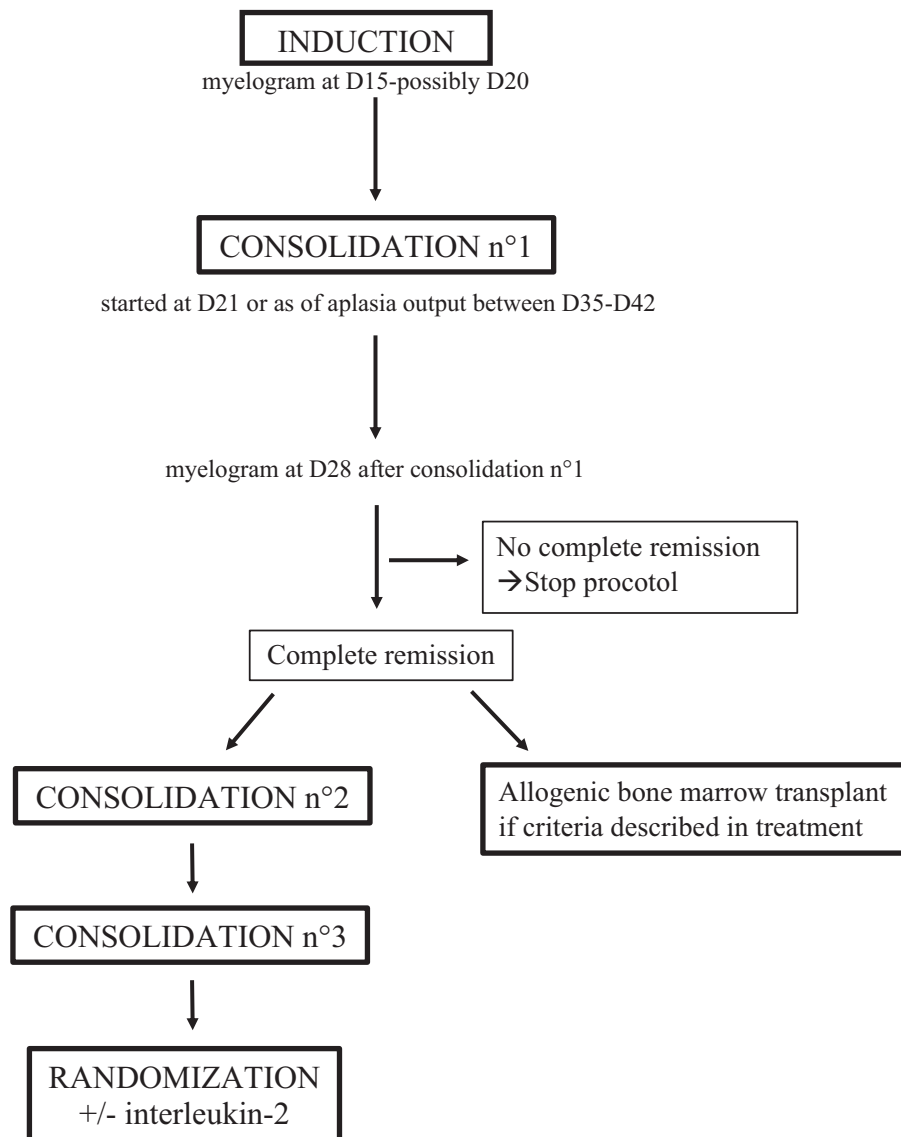 INDUCTION
myelogram at D15-possibly D20
CONSOLIDATION n°1
started at D21 or as of aplasia output between D35-D42
myelogram at D28 after consolidation n°1
No complete remission
→Stop procotol
Complete remission
CONSOLIDATION n°2
Allogenic bone marrow transplant
if criteria described in treatment
CONSOLIDATION n°3
RANDOMIZATION
+/- interleukin-2